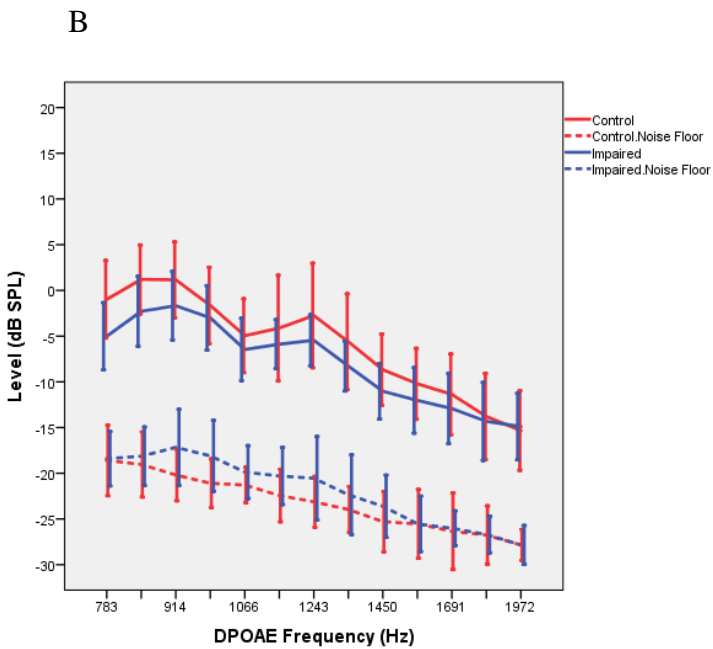 B
20
15
10
5
0
-5
-10
-15
-20
-25
-30
Level (dB SPL)
783 914 1066 1243 1450 1691 1972
DPOAE Frequency (Hz)
Control
Control.Noise Floor
Impaired
Impaired.Noise Floor